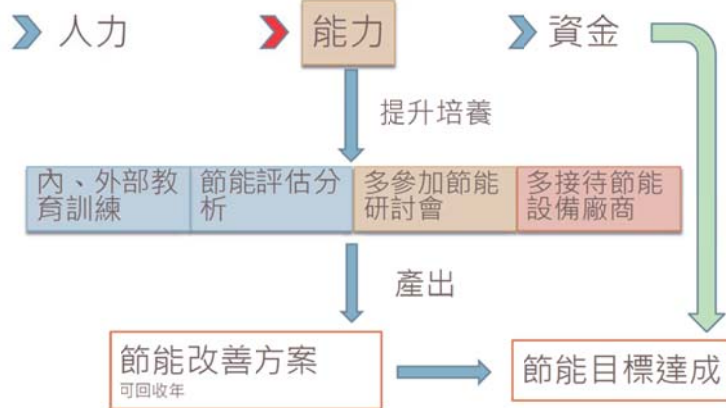 人力
能力
資金
提升培養
內、外部教
育訓練
節能評估分
析
多參加節能
研討會
多接待節能
設備廠商
產出
節能改善方案
可回收年
節能目標達成